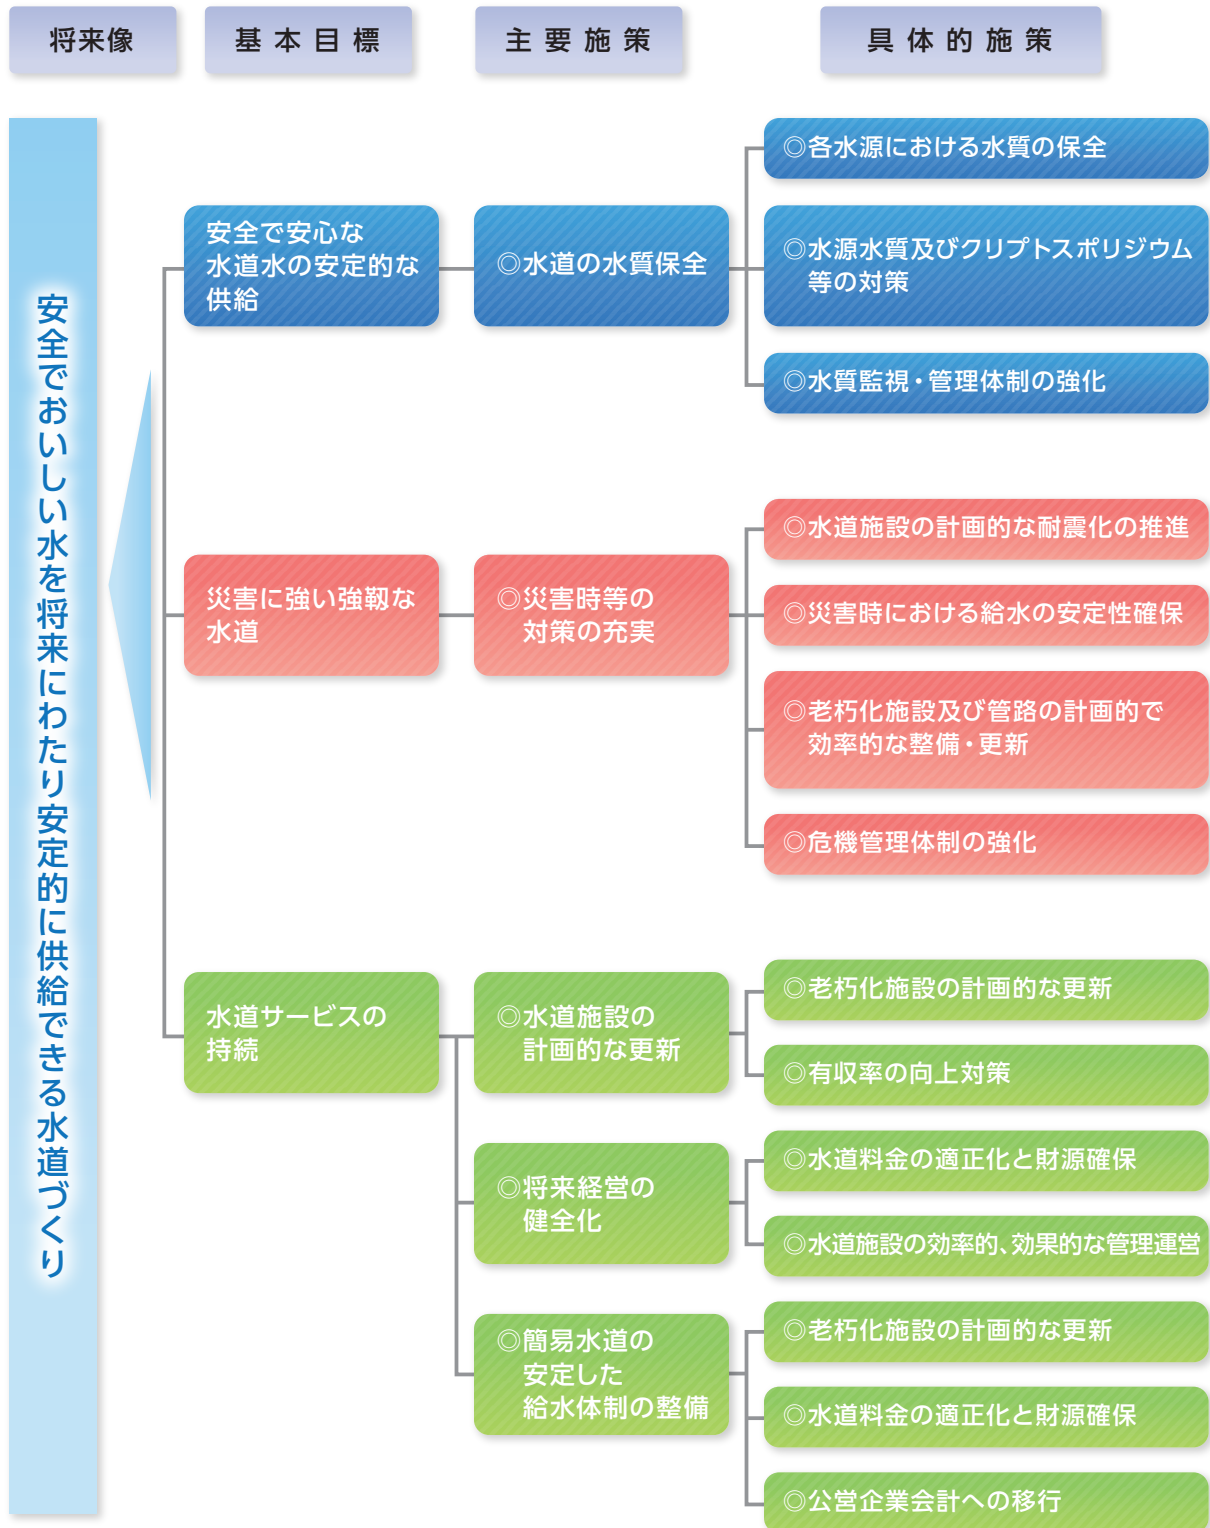 将来像
基本目標
主要施策
具体的施策
安全でおいしい水を将来にわたり安定的に供給できる水道づくり
安全で安心な
水道水の安定的な
供給
◎水道の水質保全
◎各水源における水質の保全
◎水源水質及びクリプトスポリジウム
等の対策
◎水質監視・管理体制の強化
災害に強い強靱な
水道
◎災害時等の
対策の充実
◎水道施設の計画的な耐震化の推進
◎災害時における給水の安定性確保
◎老朽化施設及び管路の計画的で
効率的な整備・更新
◎危機管理体制の強化
水道サービスの
持続
◎水道施設の
計画的な更新
◎老朽化施設の計画的な更新
◎有収率の向上対策
◎将来経営の
健全化
◎水道料金の適正化と財源確保
◎水道施設の効率的、効果的な管理運営
◎簡易水道の
安定した
給水体制の整備
◎老朽化施設の計画的な更新
◎水道料金の適正化と財源確保
◎公営企業会計への移行